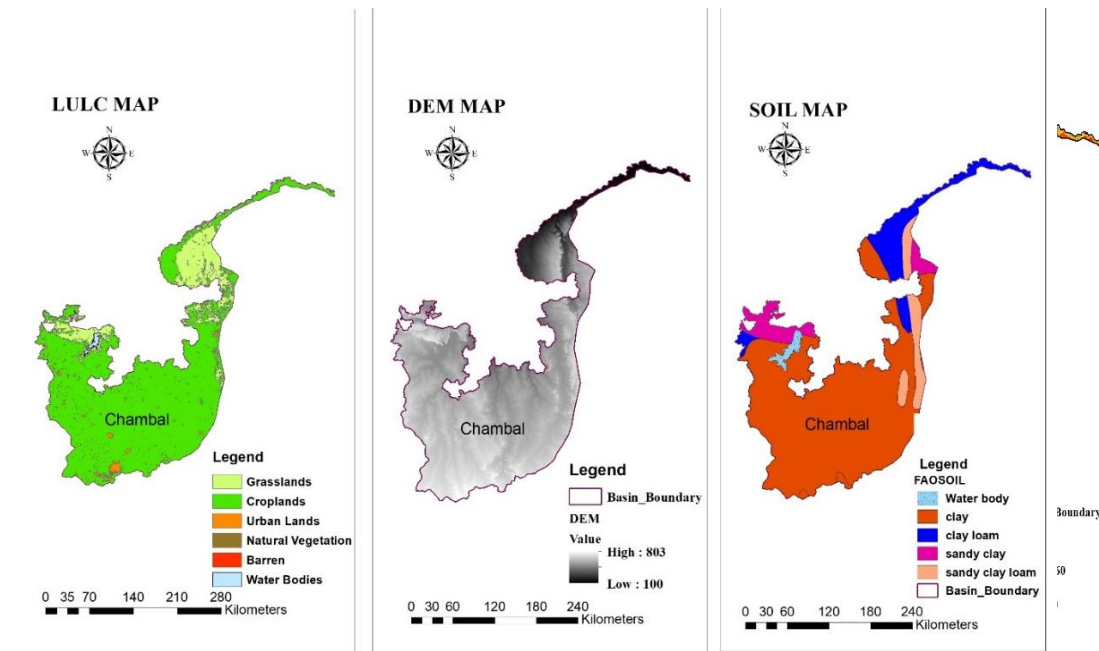 LULC MAP
N
W E
S
Chambal
Legend
Grasslands
Croplands
Urban Lands
Natural Vegetation
Barren
Water Bodies
0 35 70 140 210 280
Kilometers
DEM MAP
N
W E
S
Chambal
Legend
Basin_Boundary
DEM
Value
High : 803
Low : 100
0 30 60 120 180 240
Kilometers
SOIL MAP
N
W E
S
Chambal
Legend
FAOSOIL
Water body
clay
clay loam
sandy clay
sandy clay loam
Basin_Boundary
0 30 60 120 180 240
Kilometers
Boundary